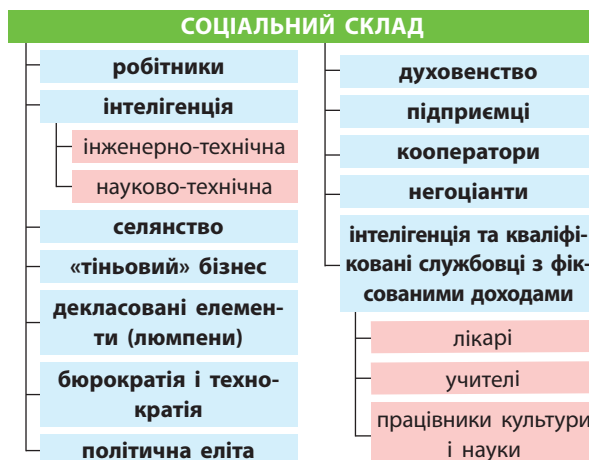 СОЦІАЛЬНИЙ СКЛАД
робітники
інтелігенція
інженерно-технічна
науково-технічна
селянство
«тіньовий» бізнес
декласовані елемен-
ти (люмпени)
бюрократія і техно-
кратія
політична еліта
духовенство
підприємці
кооператори
негоціанти
інтелігенція та кваліфі-
ковані службовці з фік-
сованими доходами
лікарі
учителі
працівники культури
і науки